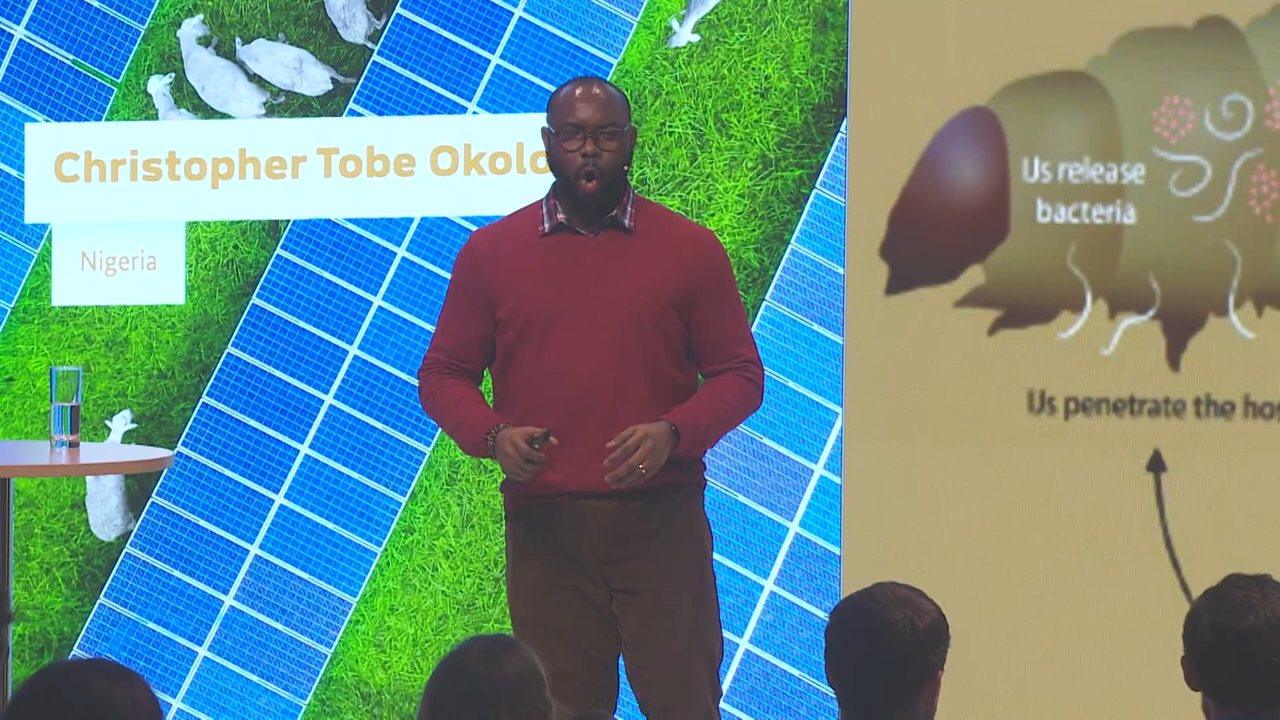 Christopher Tobe Okolo
Nigeria
Us release
bacteria
Us penetrate the ho